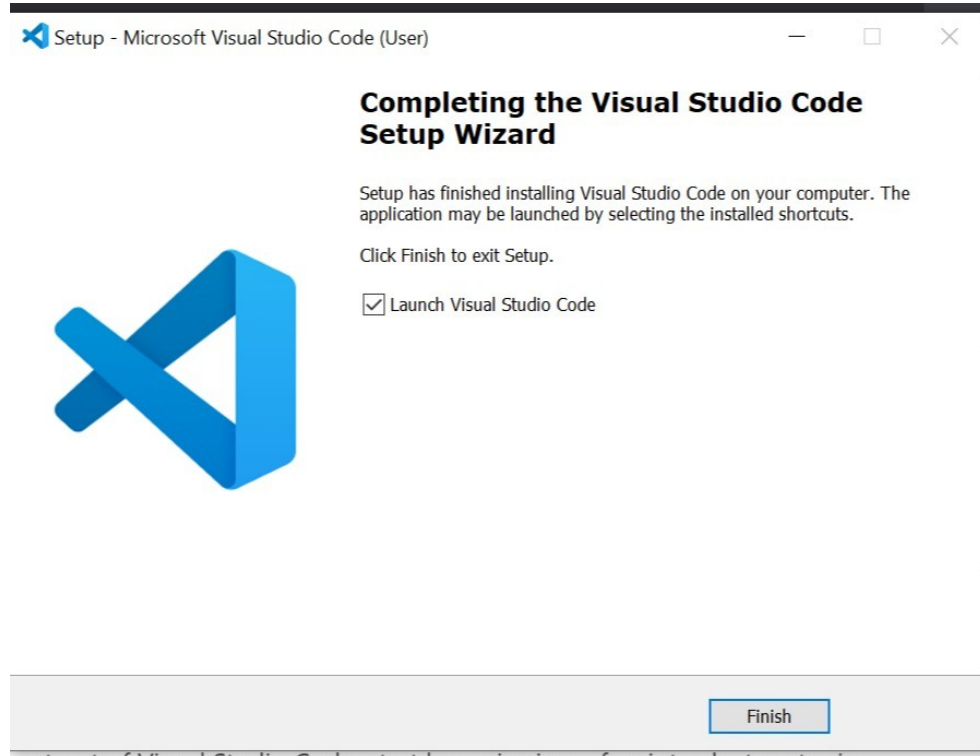 Setup - Microsoft Visual Studio Code (User)
Completing the Visual Studio Code
Setup Wizard
Setup has finished installing Visual Studio Code on your computer. The
application may be launched by selecting the installed shortcuts.
Click Finish to exit Setup.
Launch Visual Studio Code
Finish